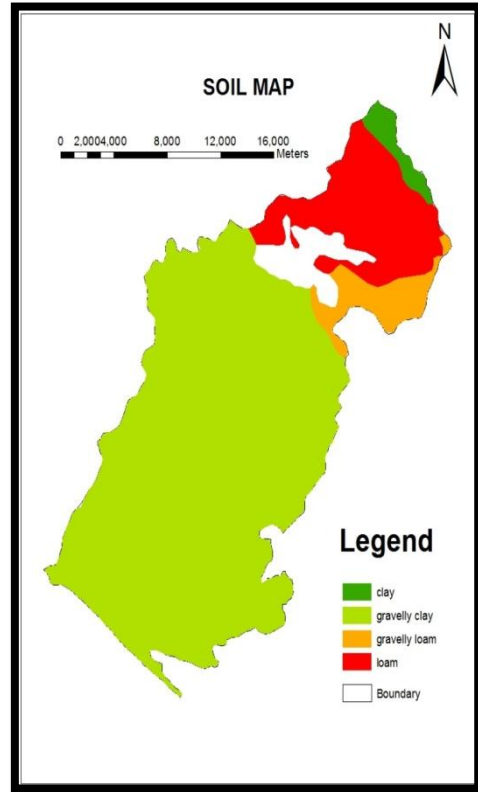 N
SOIL MAP
0 2,0004,000 8,000 12,000 16,000
Meters
Legend
clay
gravelly clay
gravelly loam
loam
Boundary